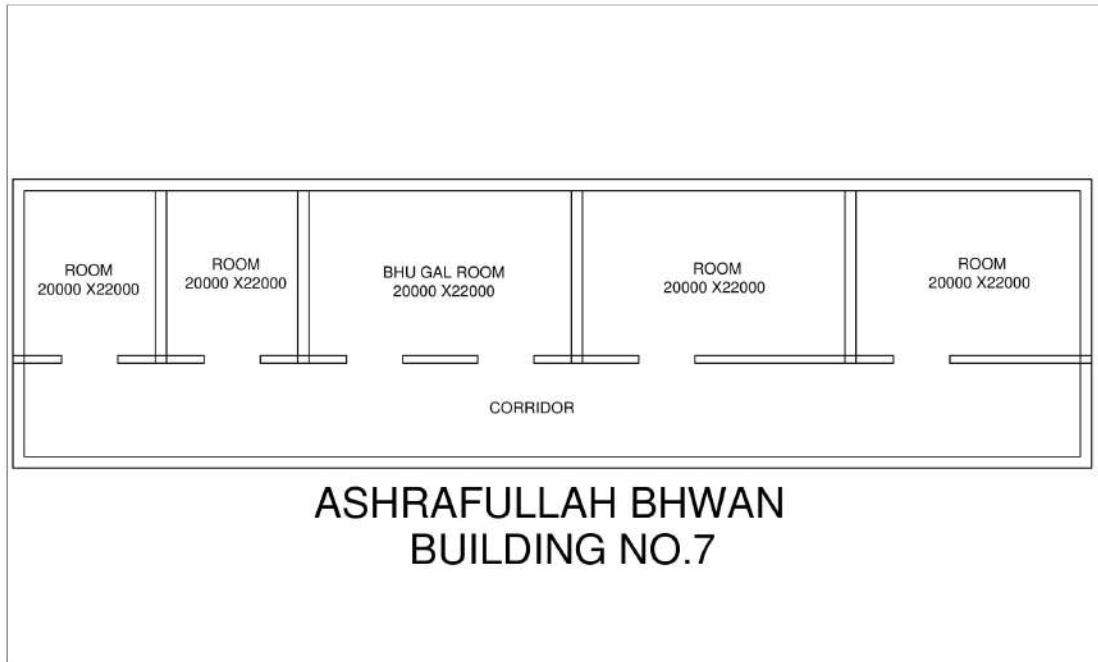 ROOM
20000 X22000
ROOM
20000 X22000
BHU GAL ROOM
20000 X22000
ROOM
20000 X22000
ROOM
20000 X22000
CORRIDOR
ASHRAFULLAH BHWAN
BUILDING NO.7